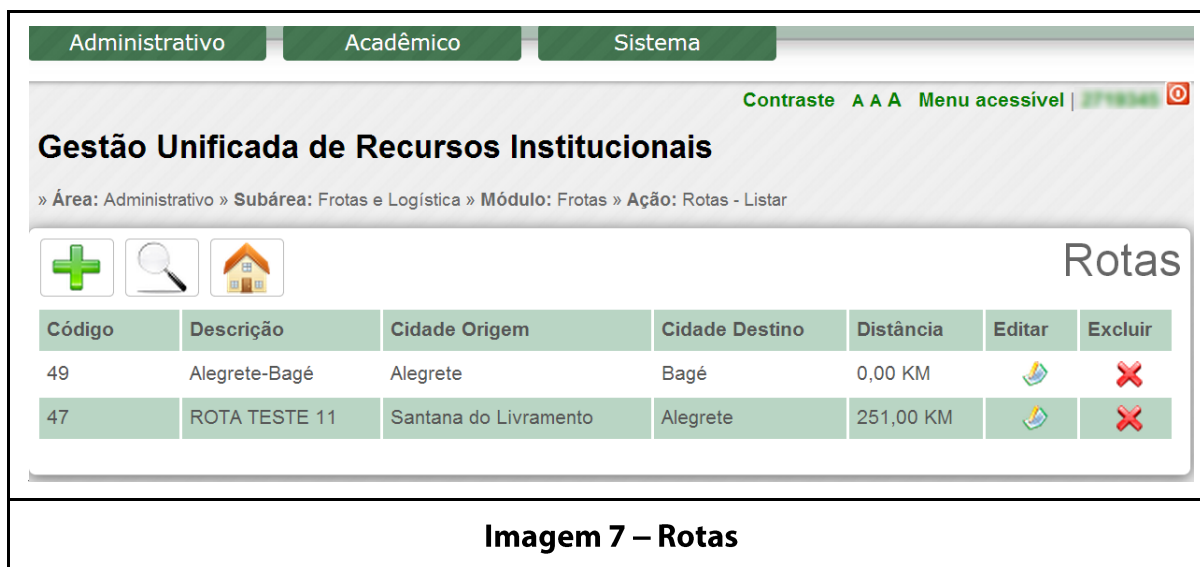 Administrativo Acadêmico Sistema
Contraste A A A Menu acessível |
Gestão Unificada de Recursos Institucionais
» Área: Administrativo » Subárea: Frotas e Logística » Módulo: Frotas » Ação: Rotas - Listar
Rotas
Código Descrição Cidade Origem Cidade Destino Distância Editar Excluir
49 Alegrete-Bagé Alegrete Bagé 0,00 KM
47 ROTA TESTE 11 Santana do Livramento Alegrete 251,00 KM
Imagem 7 – Rotas